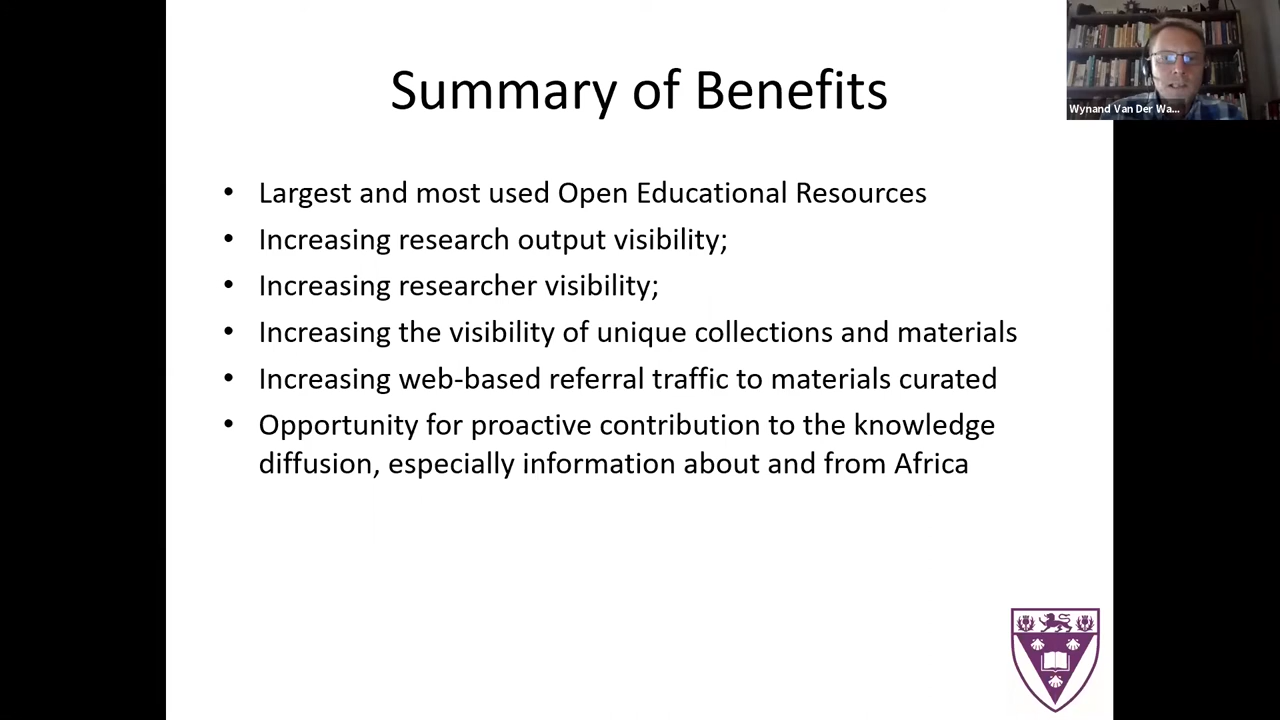 Summary of Benefits
Wynand Van Der Wa...
• Largest and most used Open Educational Resources
• Increasing research output visibility;
• Increasing researcher visibility;
• Increasing the visibility of unique collections and materials
• Increasing web-based referral traffic to materials curated
• Opportunity for proactive contribution to the knowledge
diffusion, especially information about and from Africa